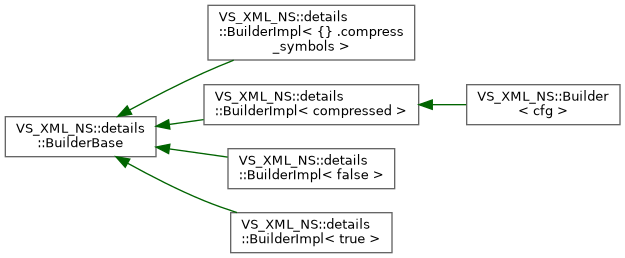 VS_XML_NS::details
::BuilderImpl< {} .compress
_symbols >
VS_XML_NS::details
::BuilderImpl< compressed >
VS_XML_NS::Builder
< cfg >
VS_XML_NS::details
::BuilderBase
VS_XML_NS::details
::BuilderImpl< false >
VS_XML_NS::details
::BuilderImpl< true >